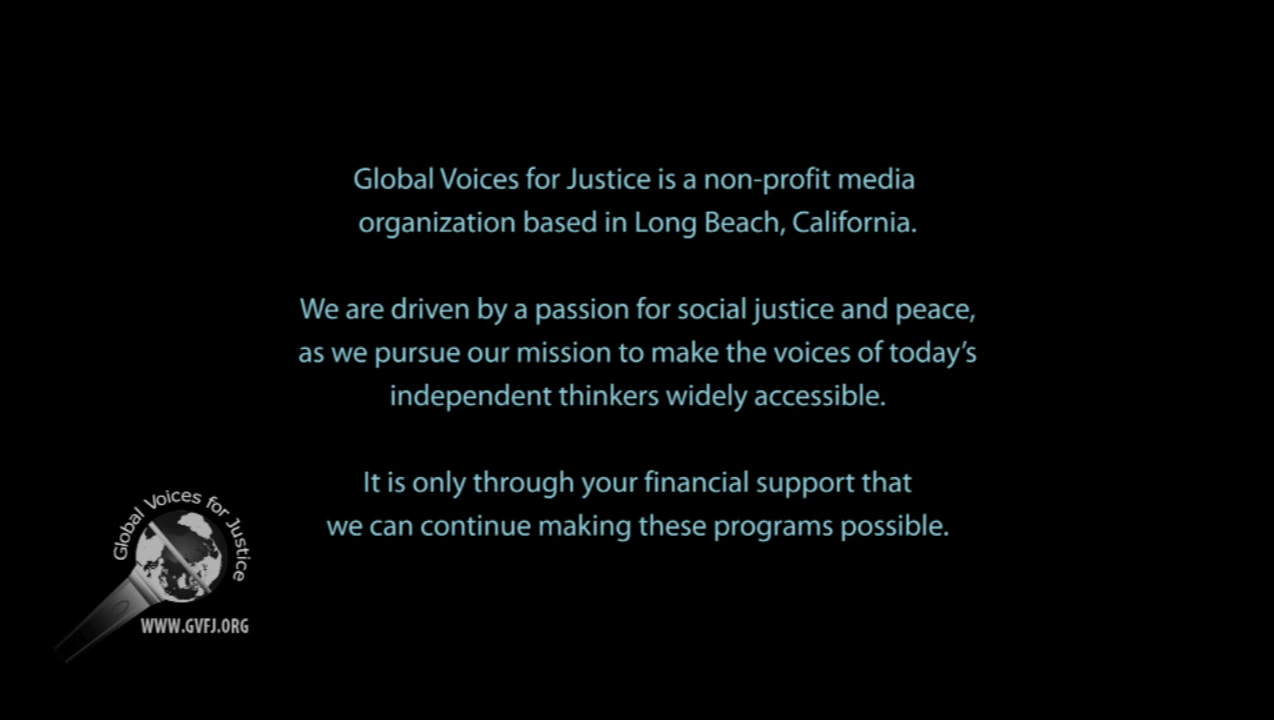 Global Voices for Justice is a non-profit media
organization based in Long Beach, California.
We are driven by a passion for social justice and peace,
as we pursue our mission to make the voices of today’s
independent thinkers widely accessible.
It is only through your financial support that
we can continue making these programs possible.
Global Voices for Justice
WWW.GVFJ.ORG